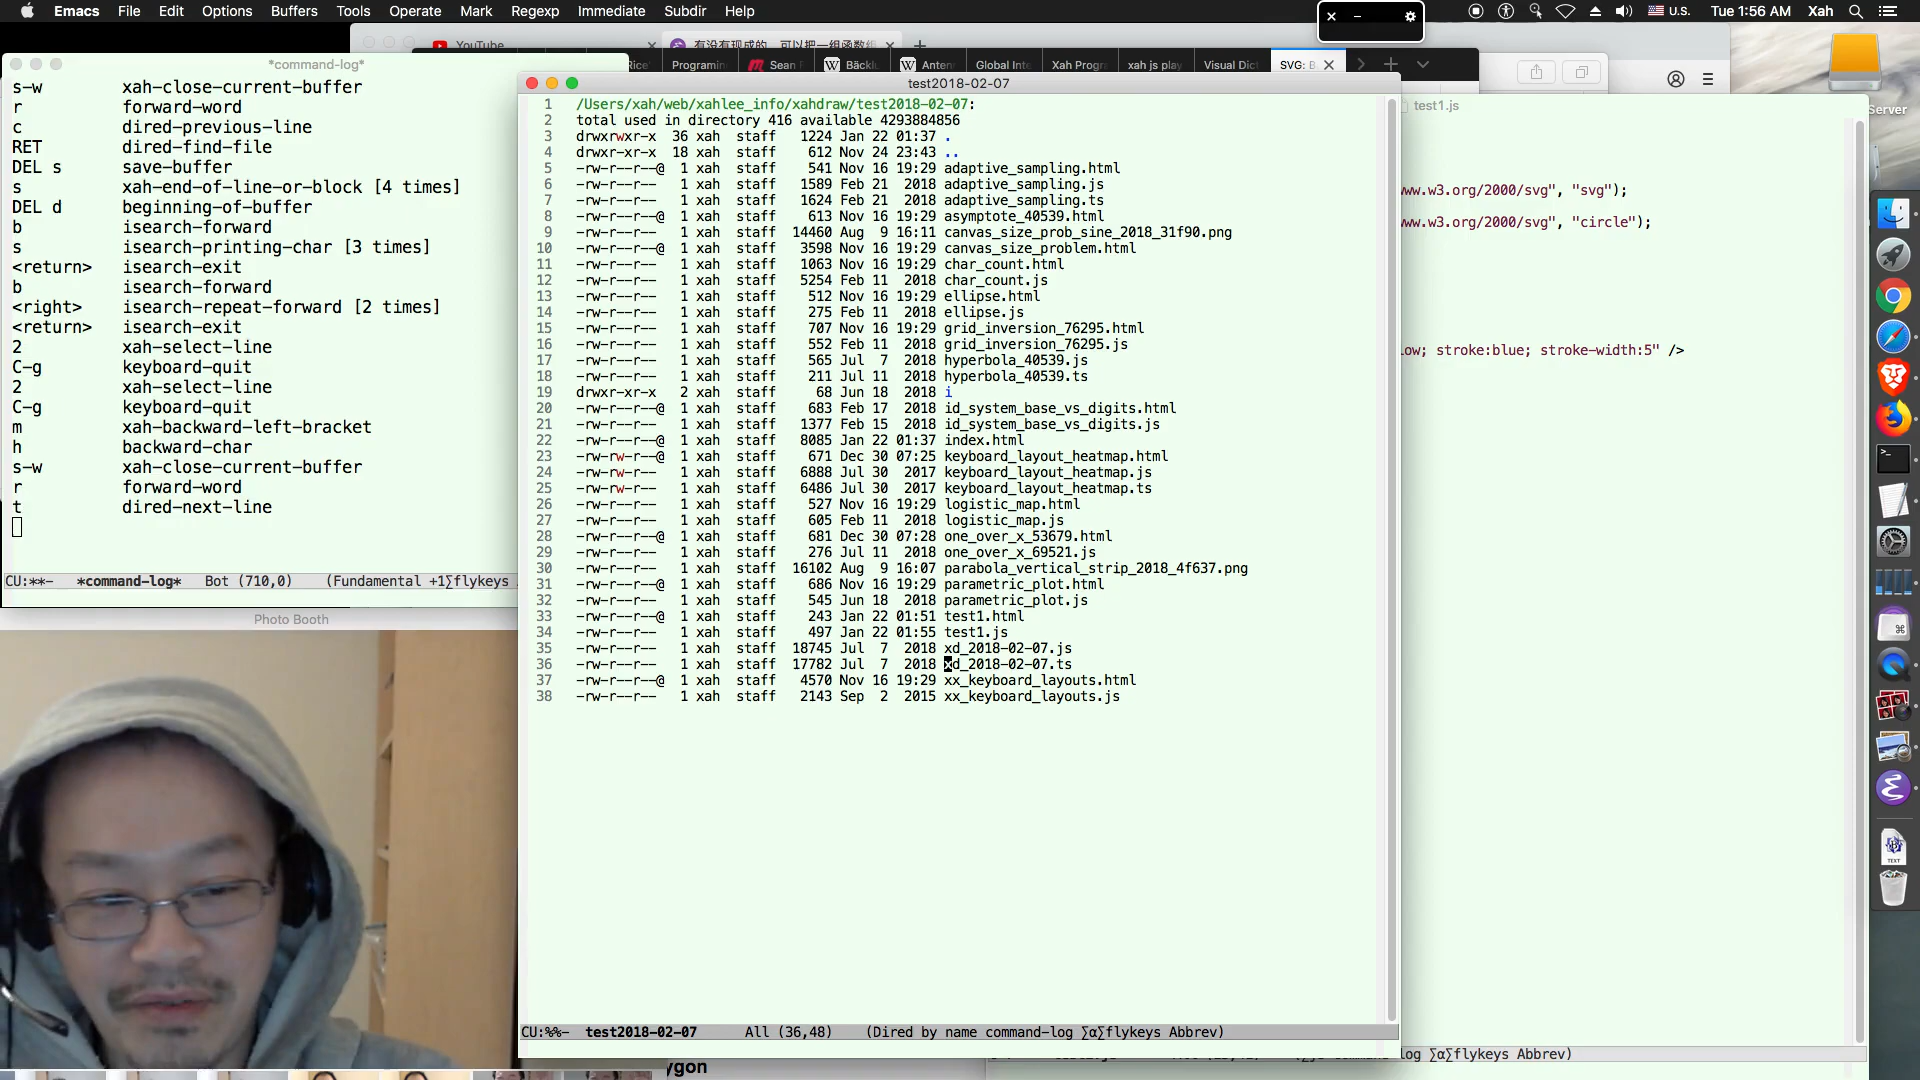 Emacs File Edit Options Buffers Tools Operate Mark Regexp Immediate Subdir Help
U.S. Tue 1:56 AM Xah
YouTube
有没有现成的，可以把一组函数组
Programin Sean Bäckl Anten Global Inte Xah Progr xah js play Visual Dict SVG: B
*command-log*
s-w xah-close-current-buffer
r forward-word
c dired-previous-line
RET dired-find-file
DEL s save-buffer
s xah-end-of-line-or-block [4 times]
DEL d beginning-of-buffer
b isearch-forward
s isearch-printing-char [3 times]
<return> isearch-exit
b isearch-forward
<right> isearch-repeat-forward [2 times]
<return> isearch-exit
2 xah-select-line
C-g keyboard-quit
2 xah-select-line
C-g keyboard-quit
m xah-backward-left-bracket
h backward-char
s-w xah-close-current-buffer
r forward-word
t dired-next-line
CU:**- *command-log* Bot (710,0) (Fundamental +1∑flykeys
Photo Booth
test2018-02-07
1 /Users/xah/web/xahlee_info/xahdraw/test2018-02-07:
2 total used in directory 416 available 4293884856
3 drwxrwxr-x 36 xah staff 1224 Jan 22 01:37 .
4 drwxr-xr-x 18 xah staff 612 Nov 24 23:43 ..
5 -rw-r--r--@ 1 xah staff 541 Nov 16 19:29 adaptive_sampling.html
6 -rw-r--r-- 1 xah staff 1589 Feb 21 2018 adaptive_sampling.js
7 -rw-r--r-- 1 xah staff 1624 Feb 21 2018 adaptive_sampling.ts
8 -rw-r--r--@ 1 xah staff 613 Nov 16 19:29 asymptote_40539.html
9 -rw-r--r-- 1 xah staff 14460 Aug 9 16:11 canvas_size_prob_sine_2018_31f90.png
10 -rw-r--r--@ 1 xah staff 3598 Nov 16 19:29 canvas_size_problem.html
11 -rw-r--r-- 1 xah staff 1063 Nov 16 19:29 char_count.html
12 -rw-r--r-- 1 xah staff 5254 Feb 11 2018 char_count.js
13 -rw-r--r-- 1 xah staff 512 Nov 16 19:29 ellipse.html
14 -rw-r--r-- 1 xah staff 275 Feb 11 2018 ellipse.js
15 -rw-r--r-- 1 xah staff 707 Nov 16 19:29 grid_inversion_76295.html
16 -rw-r--r-- 1 xah staff 552 Feb 11 2018 grid_inversion_76295.js
17 -rw-r--r-- 1 xah staff 565 Jul 7 2018 hyperbola_40539.js
18 -rw-r--r-- 1 xah staff 211 Jul 11 2018 hyperbola_40539.ts
19 drwxr-xr-x 2 xah staff 68 Jun 18 2018 i
20 -rw-r--r--@ 1 xah staff 683 Feb 17 2018 id_system_base_vs_digits.html
21 -rw-r--r-- 1 xah staff 1377 Feb 15 2018 id_system_base_vs_digits.js
22 -rw-r--r--@ 1 xah staff 8085 Jan 22 01:37 index.html
23 -rw-rw-r--@ 1 xah staff 671 Dec 30 07:25 keyboard_layout_heatmap.html
24 -rw-rw-r-- 1 xah staff 6888 Jul 30 2017 keyboard_layout_heatmap.js
25 -rw-rw-r-- 1 xah staff 6486 Jul 30 2017 keyboard_layout_heatmap.ts
26 -rw-r--r-- 1 xah staff 527 Nov 16 19:29 logistic_map.html
27 -rw-r--r-- 1 xah staff 605 Feb 11 2018 logistic_map.js
28 -rw-r--r--@ 1 xah staff 681 Dec 30 07:28 one_over_x_53679.html
29 -rw-r--r-- 1 xah staff 276 Jul 11 2018 one_over_x_69521.js
30 -rw-r--r-- 1 xah staff 16102 Aug 9 16:07 parabola_vertical_strip_2018_4f637.png
31 -rw-r--r--@ 1 xah staff 686 Nov 16 19:29 parametric_plot.html
32 -rw-r--r-- 1 xah staff 545 Jun 18 2018 parametric_plot.js
33 -rw-r--r--@ 1 xah staff 243 Jan 22 01:51 test1.html
34 -rw-r--r-- 1 xah staff 497 Jan 22 01:55 test1.js
35 -rw-r--r-- 1 xah staff 18745 Jul 7 2018 xd_2018-02-07.js
36 -rw-r--r-- 1 xah staff 17782 Jul 7 2018 xd_2018-02-07.ts
37 -rw-r--r--@ 1 xah staff 4570 Nov 16 19:29 xx_keyboard_layouts.html
38 -rw-r--r-- 1 xah staff 2143 Sep 2 2015 xx_keyboard_layouts.js
CU:%%- test2018-02-07 All (36,48) (Dired by name command-log ∑α∑flykeys Abbrev)
test1.js
ww.w3.org/2000/svg", "svg");
ww.w3.org/2000/svg", "circle");
low; stroke:blue; stroke-width:5" />
log ∑α∑flykeys Abbrev)
Server
TEXT
ygon